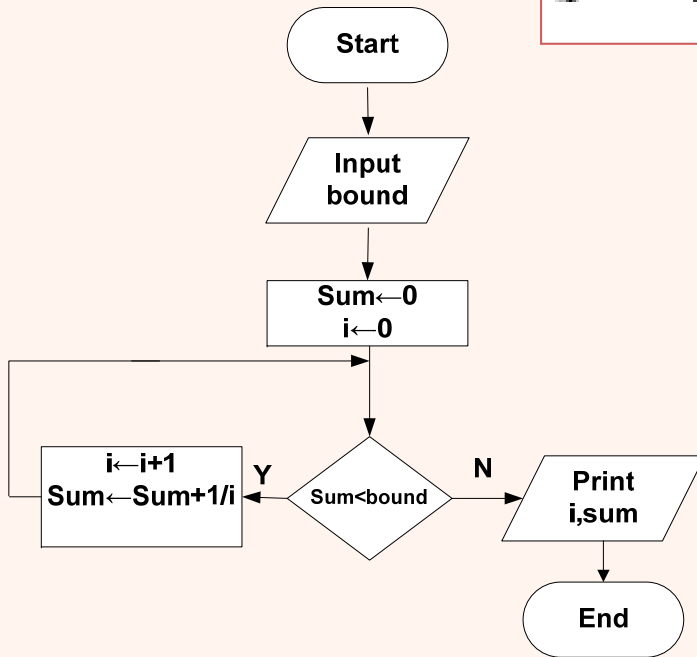 Start
Input
bound
Sum←0
i←0
i←i+1
Sum←Sum+1/i
Y
Sum<bound
N
Print
i,sum
End